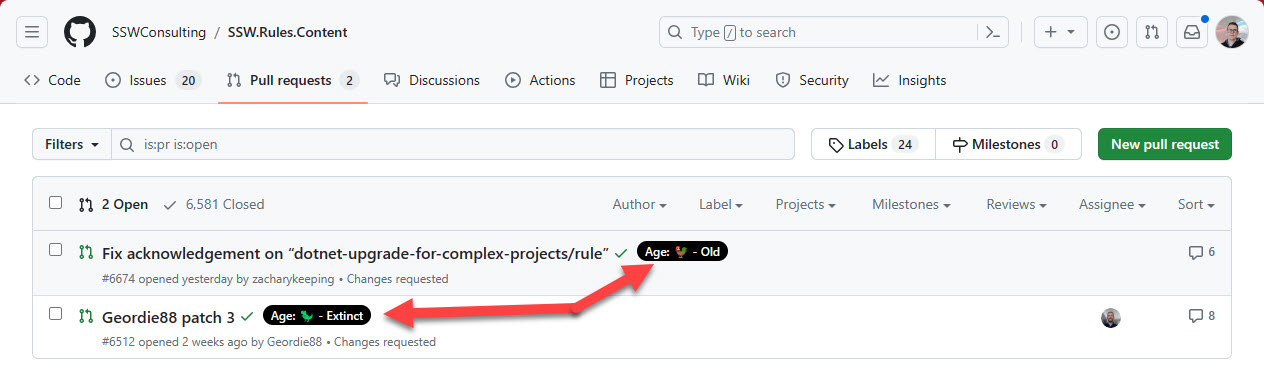 SSWConsulting / SSW.Rules.Content Type / to search
Code Issues 20 Pull requests 2 Discussions Actions Projects Wiki Security Insights
Filters is:pr is:open Labels 24 Milestones 0 New pull request
2 Open 6,581 Closed Author Label Projects Milestones Reviews Assignee Sort
Fix acknowledgement on “dotnet-upgrade-for-complex-projects/rule” Age: 🐓 - Old 6
#6674 opened yesterday by zacharykeeping • Changes requested
Geordie88 patch 3 Age: 🦖 - Extinct 8
#6512 opened 2 weeks ago by Geordie88 • Changes requested